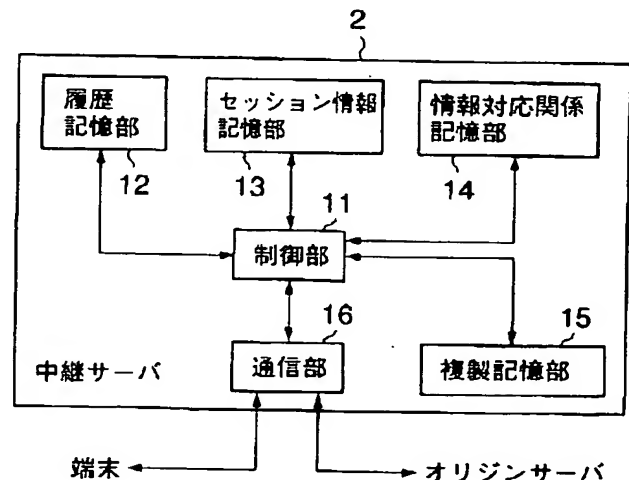 2
履歴
記憶部
12
セッション情報
記憶部
13
情報対応関係
記憶部
14
11
制御部
16
通信部
15
複製記憶部
中継サーバ
端末
オリジンサーバ